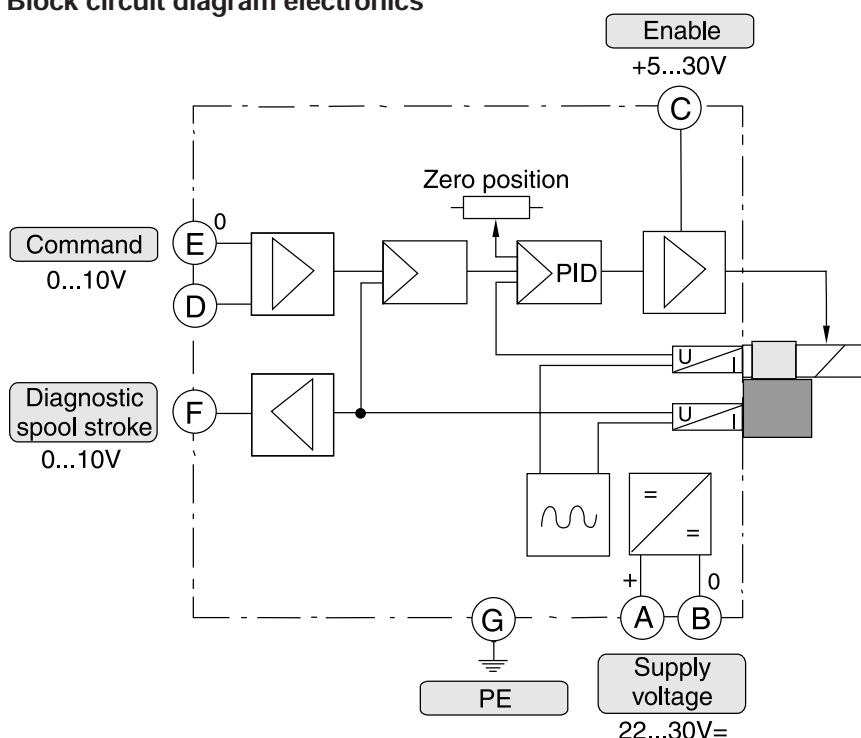 Block circuit diagram electronics
Enable
+5...30V
C
Zero position
E
0
Command
0...10V
D
PID
U
I
Diagnostic
spool stroke
0...10V
F
U
I
=
=
+
0
G
A
B
PE
Supply
voltage
22...30V=